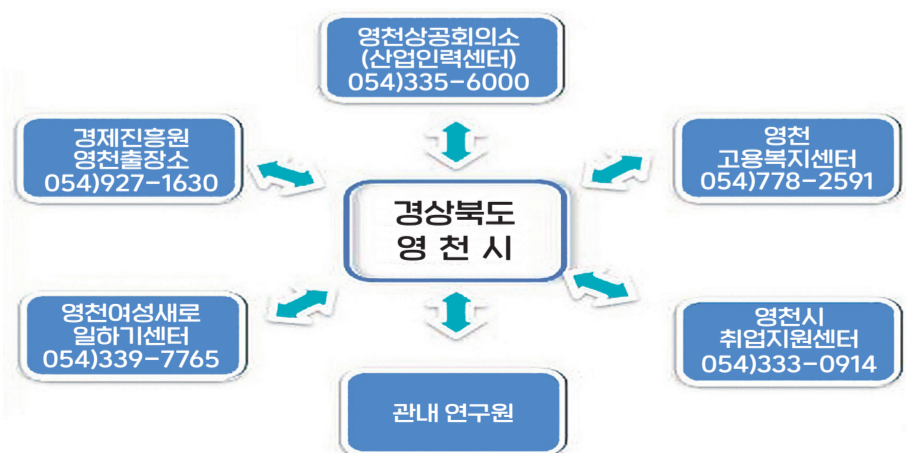 영천상공회의소
(산업인력센터)
054)335-6000
경제진흥원
영천출장소
054)927-1630
영천
고용복지센터
054)778-2591
경상북도
영 천 시
영천여성새로
일하기센터
054)339-7765
영천시
취업지원센터
054)333-0914
관내 연구원